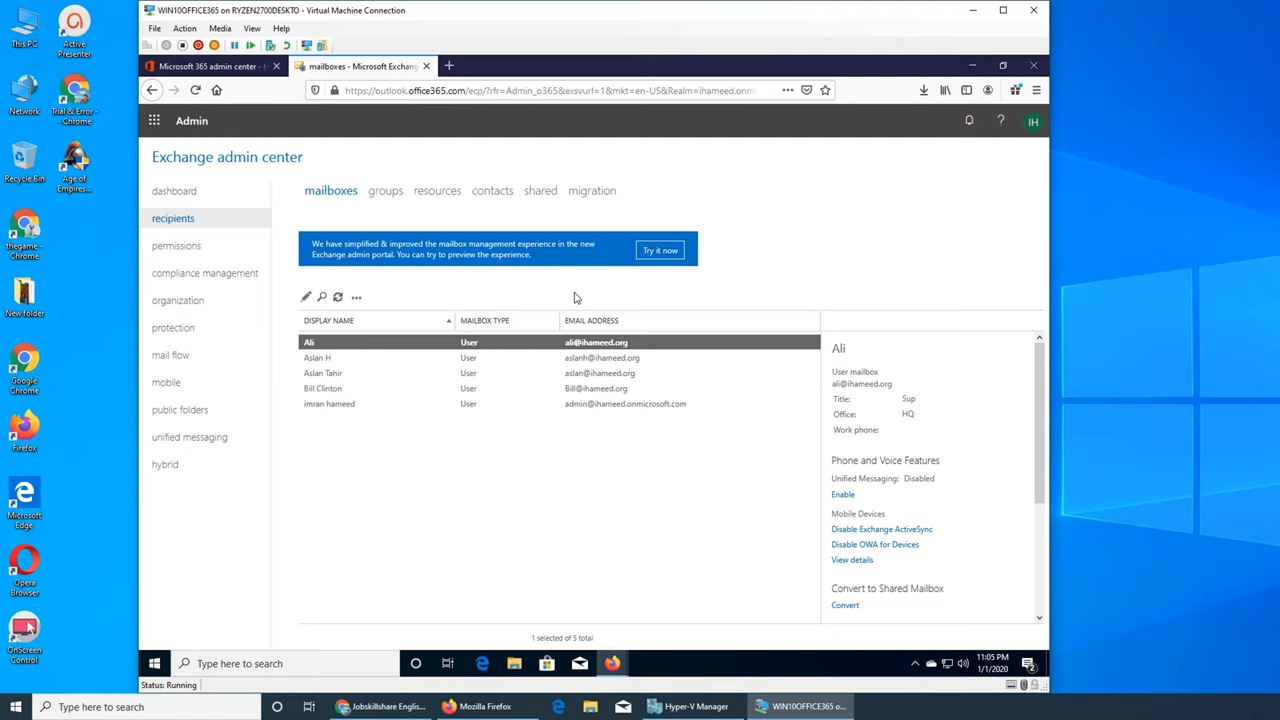 WIN10OFFICE365 on RYZEN2700DESKTO - Virtual Machine Connection
File Action Media View Help
Microsoft 365 admin center - H
mailboxes - Microsoft Exchang
https://outlook.office365.com/ecp/?rfr=Admin_o365&exsvurl=1&mkt=en-US&Realm=ihameed.onm
Admin
IH
Exchange admin center
dashboard
recipients
permissions
compliance management
organization
protection
mail flow
mobile
public folders
unified messaging
hybrid
mailboxes groups resources contacts shared migration
We have simplified & improved the mailbox management experience in the new
Exchange admin portal. You can try to preview the experience.
Try it now
DISPLAY NAME MAILBOX TYPE EMAIL ADDRESS
Ali User ali@ihameed.org
Aslan H User aslanh@ihameed.org
Aslan Tahir User aslan@ihameed.org
Bill Clinton User Bill@ihameed.org
imran hameed User admin@ihameed.onmicrosoft.com
1 selected of 5 total
Ali
User mailbox
ali@ihameed.org
Title: Sup
Office: HQ
Work phone:
Phone and Voice Features
Unified Messaging: Disabled
Enable
Mobile Devices
Disable Exchange ActiveSync
Disable OWA for Devices
View details
Convert to Shared Mailbox
Convert
Type here to search
11:05 PM
1/1/2020
2
Status: Running
This PC
Active
Presenter
Network
Trial & Error -
Chrome
Recycle Bin
Age of
Empires...
thegame -
Chrome
New folder
Google
Chrome
Firefox
Microsoft
Edge
Opera
Browser
OnScreen
Control
Type here to search
Jobskillshare Englis...
Mozilla Firefox
Hyper-V Manager
WIN10OFFICE365 o...